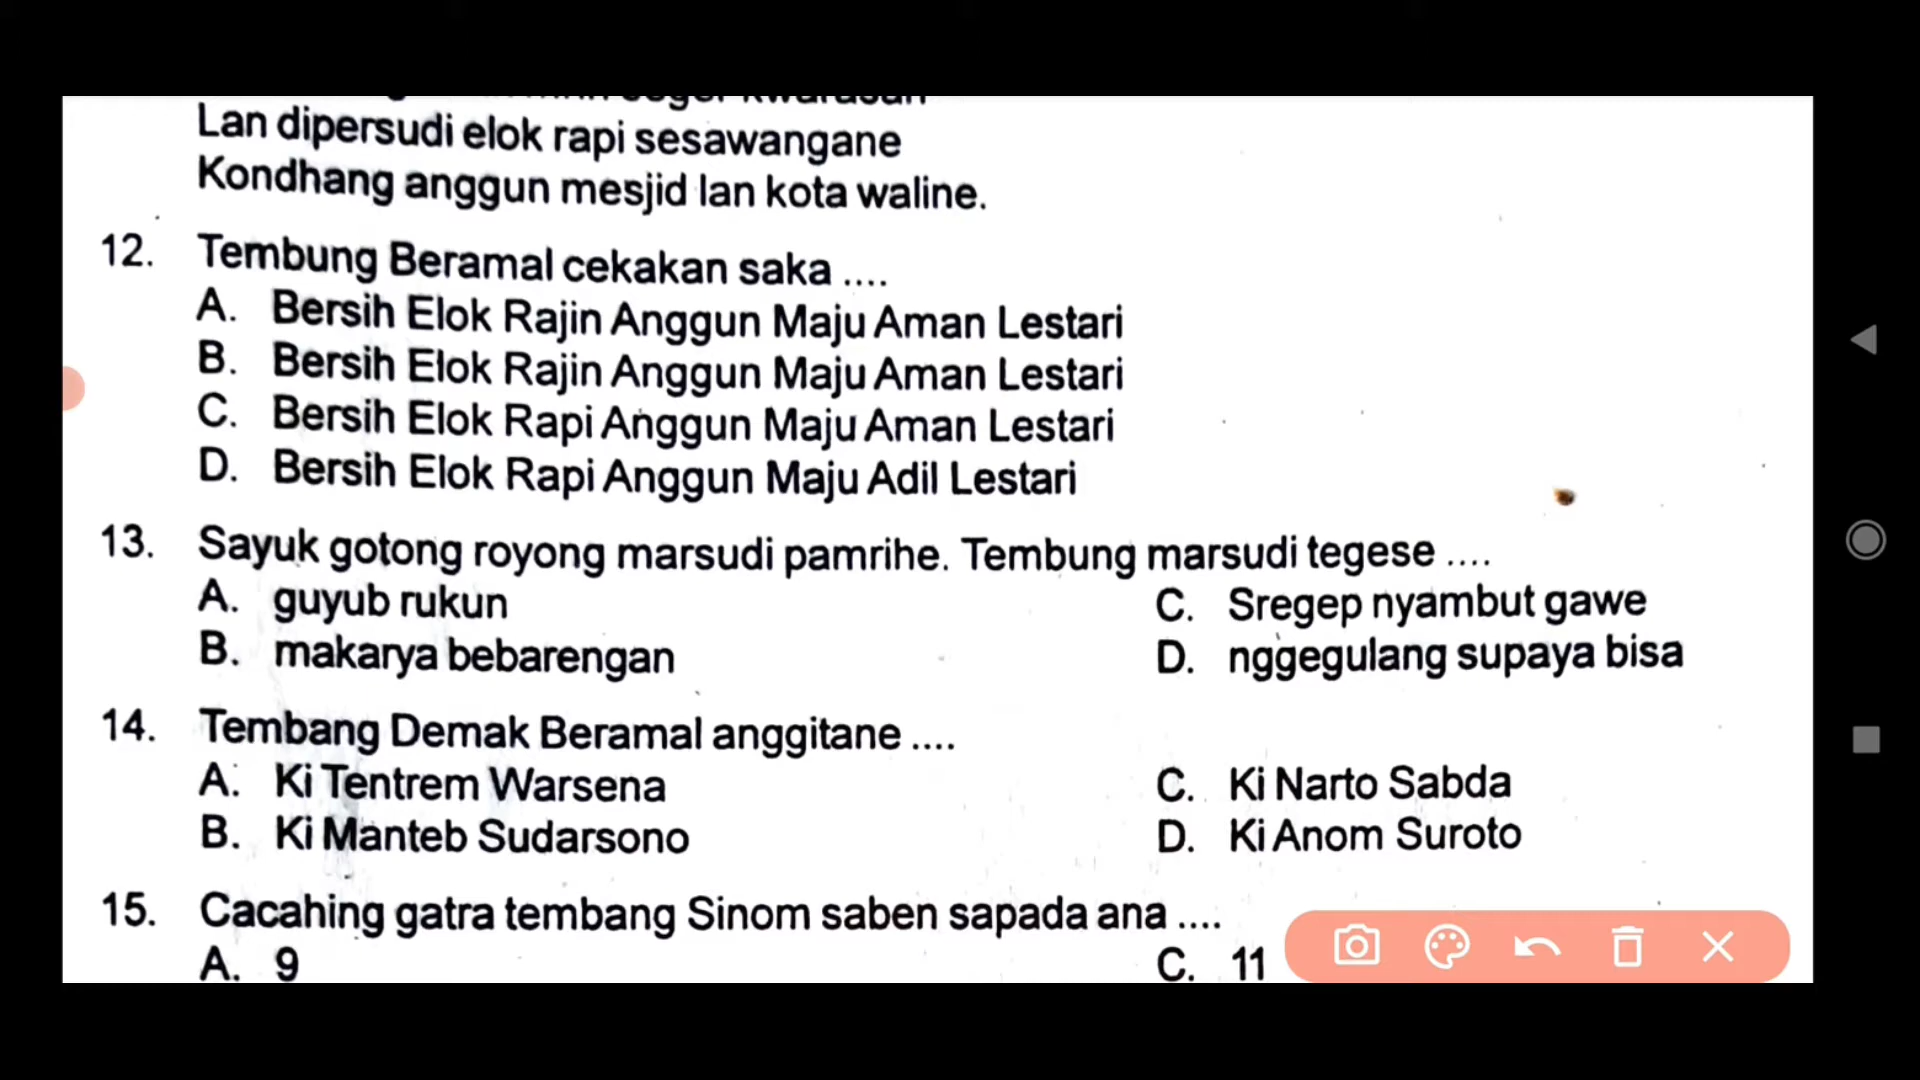 Lan dipersudi elok rapi sesawangane
Kondhang anggun mesjid lan kota waline.
12. Tembung Beramal cekakan saka ....
A. Bersih Elok Rajin Anggun Maju Aman Lestari
B. Bersih Elok Rajin Anggun Maju Aman Lestari
C. Bersih Elok Rapi Anggun Maju Aman Lestari
D. Bersih Elok Rapi Anggun Maju Adil Lestari
13. Sayuk gotong royong marsudi pamrihe. Tembung marsudi tegese ....
A. guyub rukun
B. makarya bebarengan
C. Sregep nyambut gawe
D. nggegulang supaya bisa
14. Tembang Demak Beramal anggitane ....
A. Ki Tentrem Warsena
B. Ki Manteb Sudarsono
C. Ki Narto Sabda
D. Ki Anom Suroto
15. Cacahing gatra tembang Sinom saben sapada ana ....
A. 9
C. 11